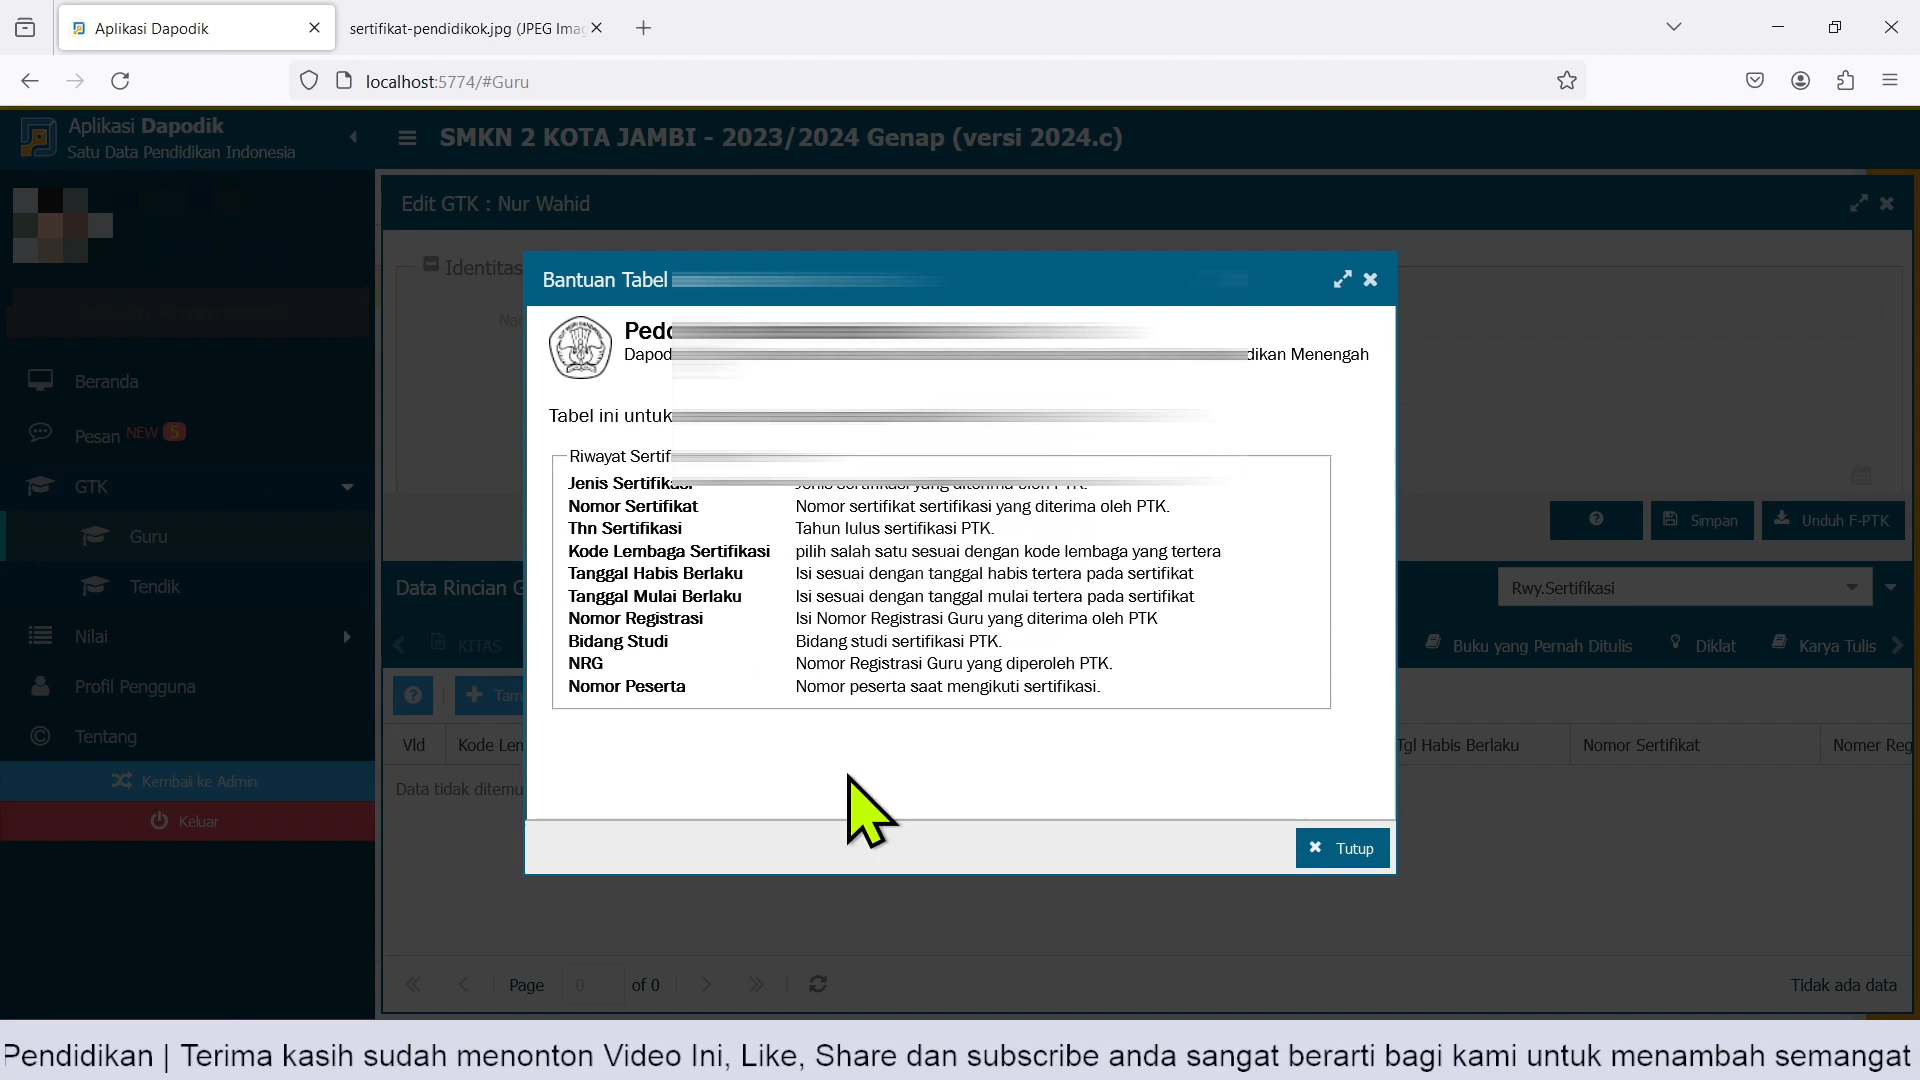 Aplikasi Dapodik
sertifikat-pendidikok.jpg (JPEG Imag
localhost:5774/#Guru
Aplikasi Dapodik
Satu Data Pendidikan Indonesia
SMKN 2 KOTA JAMBI - 2023/2024 Genap (versi 2024.c)
Edit GTK : Nur Wahid
Identitas
Bantuan Tabel
Dapod dikan Menengah
Tabel ini untuk
Riwayat Sertif
Jenis Sertifikasi
Nomor Sertifikat Nomor sertifikat sertifikasi yang diterima oleh PTK.
Thn Sertifikasi Tahun lulus sertifikasi PTK.
Kode Lembaga Sertifikasi pilih salah satu sesuai dengan kode lembaga yang tertera
Tanggal Habis Berlaku Isi sesuai dengan tanggal habis tertera pada sertifikat
Tanggal Mulai Berlaku Isi sesuai dengan tanggal mulai tertera pada sertifikat
Nomor Registrasi Isi Nomor Registrasi Guru yang diterima oleh PTK
Bidang Studi Bidang studi sertifikasi PTK.
NRG Nomor Registrasi Guru yang diperoleh PTK.
Nomor Peserta Nomor peserta saat mengikuti sertifikasi.
Tutup
Beranda
Pesan NEW 5
GTK
Guru
Tendik
Nilai
Profil Pengguna
Tentang
Kembali ke Admin
Keluar
Simpan
Unduh F-PTK
Data Rincian G
Rwy.Sertifikasi
KITAS
Buku yang Pernah Ditulis
Diklat
Karya Tulis
Tam
Vld Kode Lem Tgl Habis Berlaku Nomor Sertifikat Nomer Reg
Data tidak ditemu
Page 0 of 0
Tidak ada data
Pendidikan | Terima kasih sudah menonton Video Ini, Like, Share dan subscribe anda sangat berarti bagi kami untuk menambah semangat